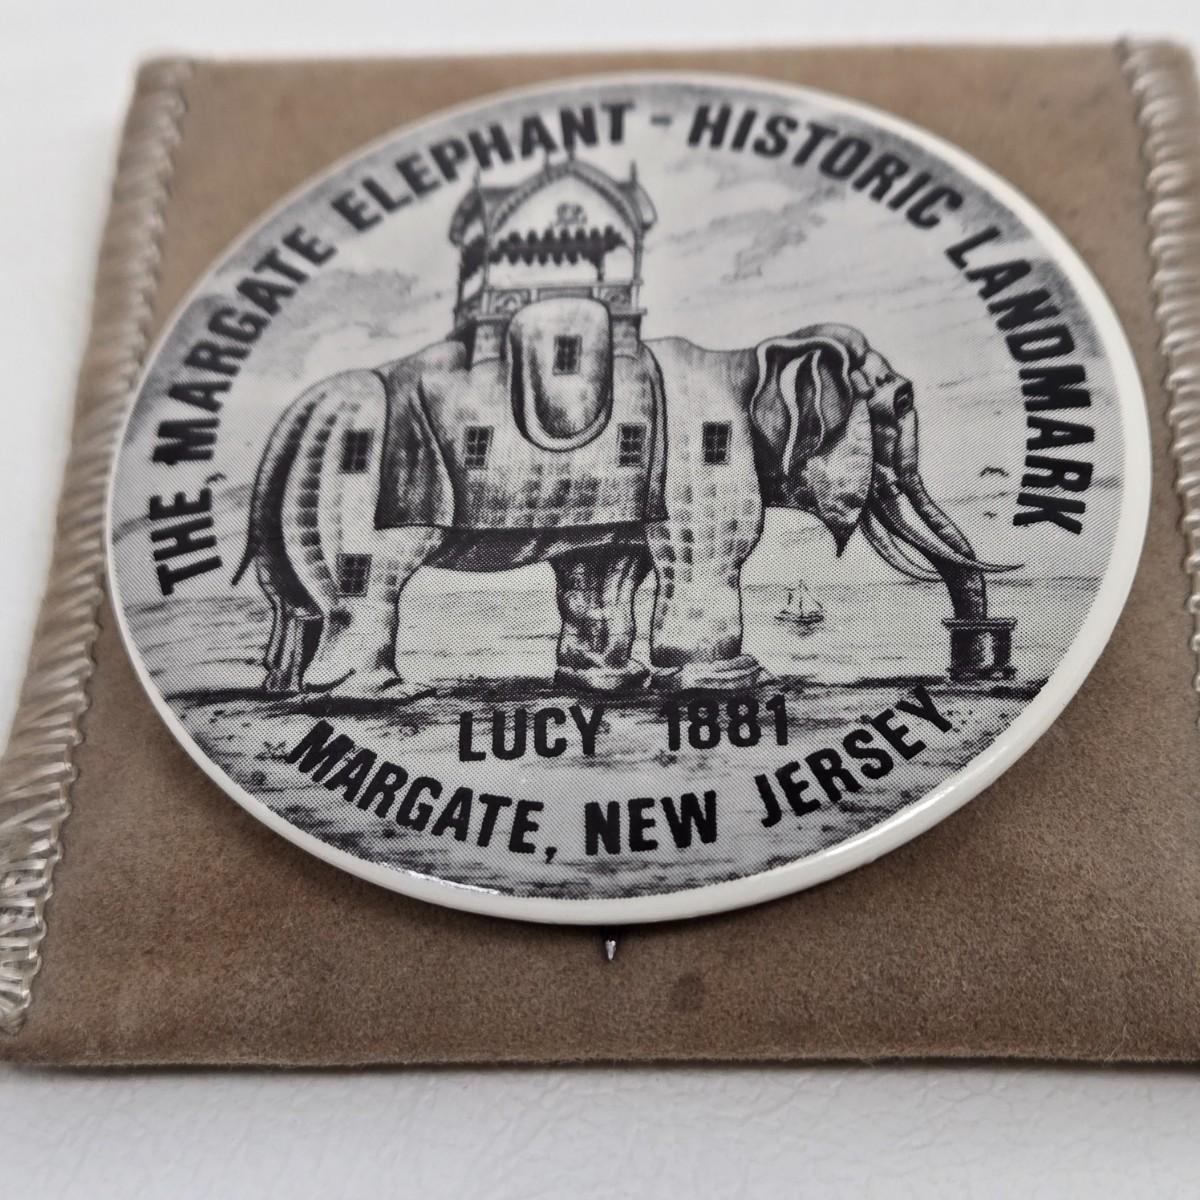 THE MARGATE ELEPHANT - HISTORIC LANDMARK
LUCY 1881
MARGATE, NEW JERSEY